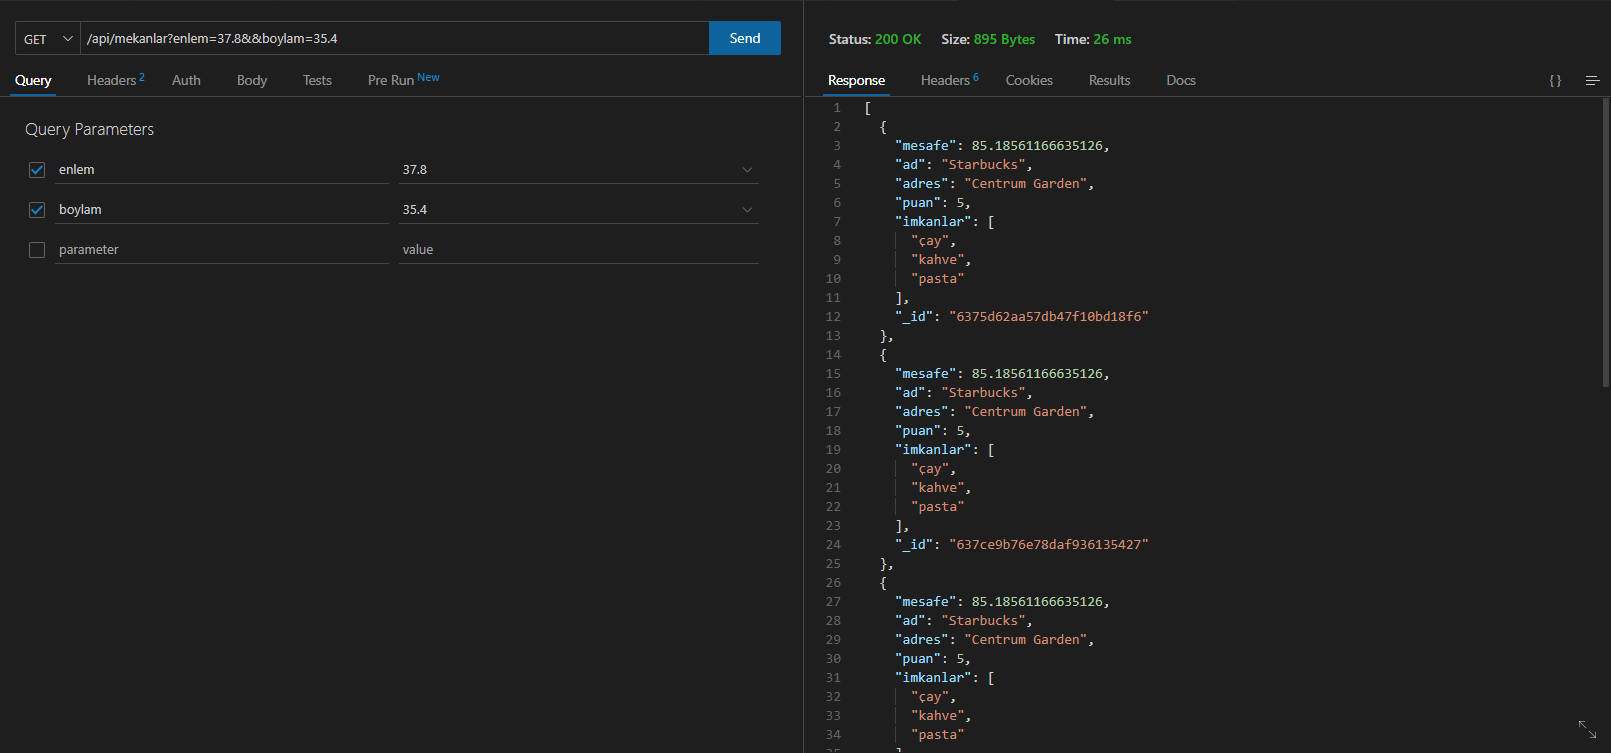 GET /api/mekanlar?enlem=37.8&&boylam=35.4 Send
Query Headers 2 Auth Body Tests Pre Run New
Query Parameters
enlem 37.8
boylam 35.4
parameter value
Status: 200 OK Size: 895 Bytes Time: 26 ms
Response Headers 6 Cookies Results Docs {}
1 [
2 {
3 "mesafe": 85.18561166635126,
4 "ad": "Starbucks",
5 "adres": "Centrum Garden",
6 "puan": 5,
7 "imkanlar": [
8 "çay",
9 "kahve",
10 "pasta"
11 ],
12 "_id": "6375d62aa57db47f10bd18f6"
13 },
14 {
15 "mesafe": 85.18561166635126,
16 "ad": "Starbucks",
17 "adres": "Centrum Garden",
18 "puan": 5,
19 "imkanlar": [
20 "çay",
21 "kahve",
22 "pasta"
23 ],
24 "_id": "637ce9b76e78daf936135427"
25 },
26 {
27 "mesafe": 85.18561166635126,
28 "ad": "Starbucks",
29 "adres": "Centrum Garden",
30 "puan": 5,
31 "imkanlar": [
32 "çay",
33 "kahve",
34 "pasta"